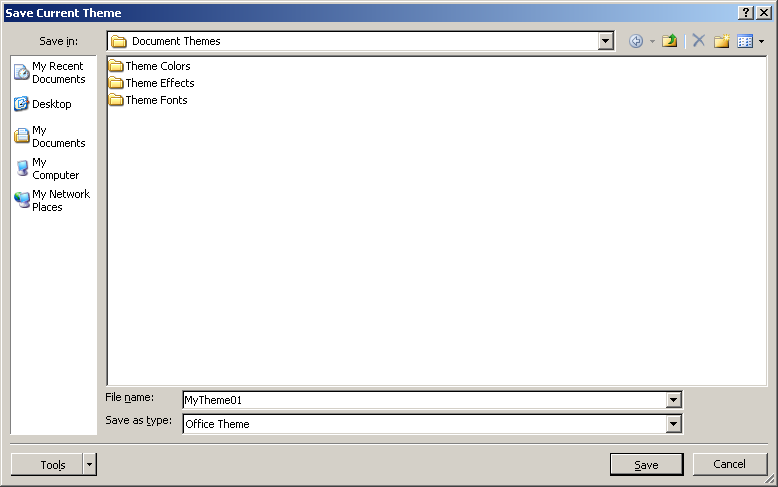 Save Current Theme
Save in:
Document Themes
My Recent
Documents
Desktop
My
Documents
My
Computer
My Network
Places
Theme Colors
Theme Effects
Theme Fonts
File name:
MyTheme01
Save as type:
Office Theme
Tools
Save
Cancel